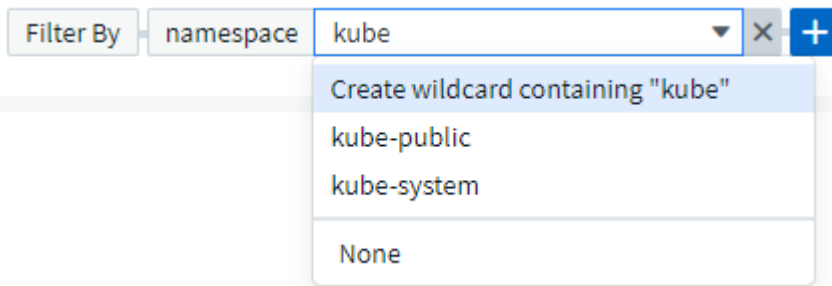 Filter By namespace kube
Create wildcard containing "kube"
kube-public
kube-system
None